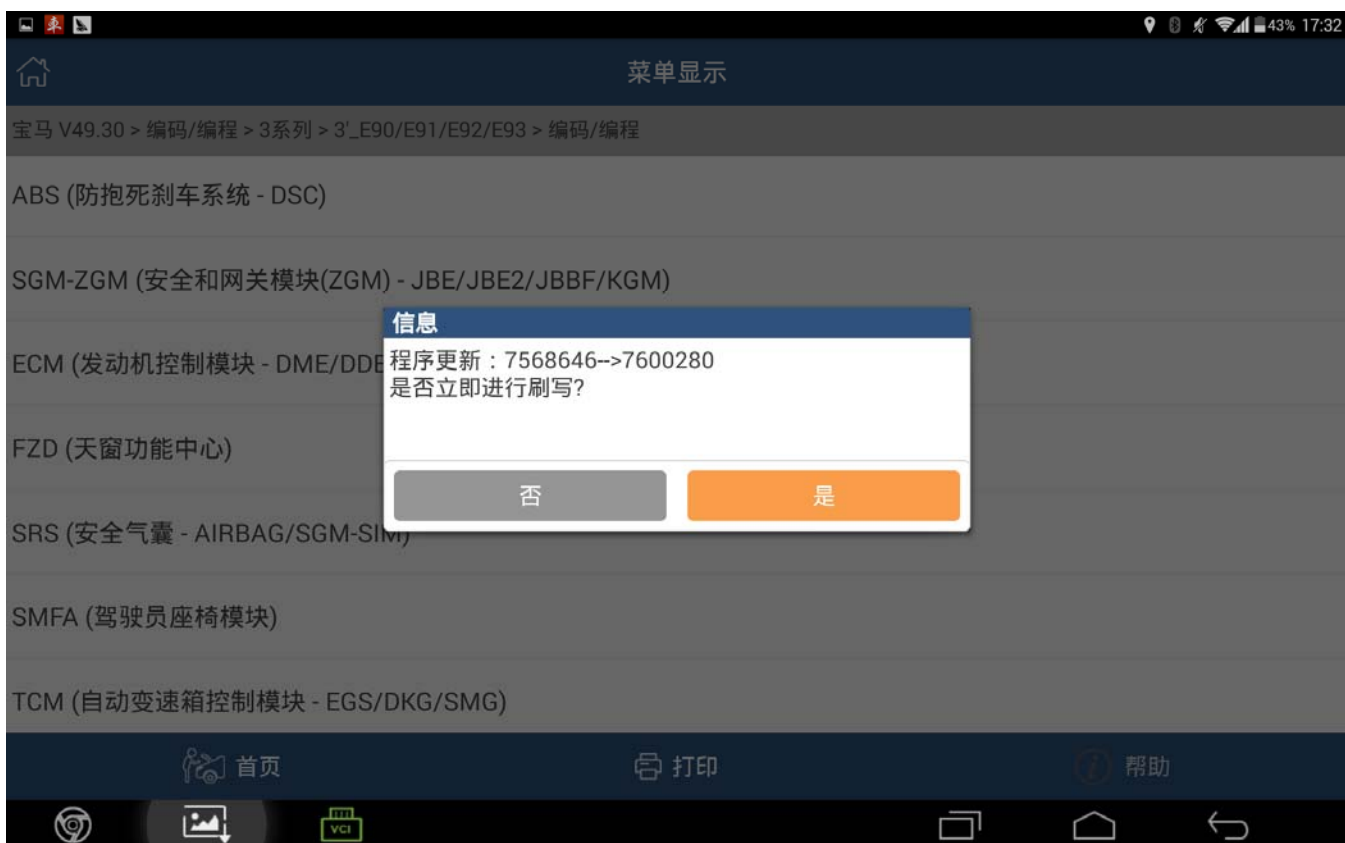 43% 17:32
菜单显示
宝马 V49.30 > 编码/编程 > 3系列 > 3'_E90/E91/E92/E93 > 编码/编程
ABS (防抱死刹车系统 - DSC)
SGM-ZGM (安全和网关模块(ZGM) - JBE/JBE2/JBBF/KGM)
信息
ECM (发动机控制模块 - DME/DDE
程序更新：7568646-->7600280
是否立即进行刷写?
FZD (天窗功能中心)
否 是
SRS (安全气囊 - AIRBAG/SGM-SIM)
SMFA (驾驶员座椅模块)
TCM (自动变速箱控制模块 - EGS/DKG/SMG)
首页 打印 帮助
VCI